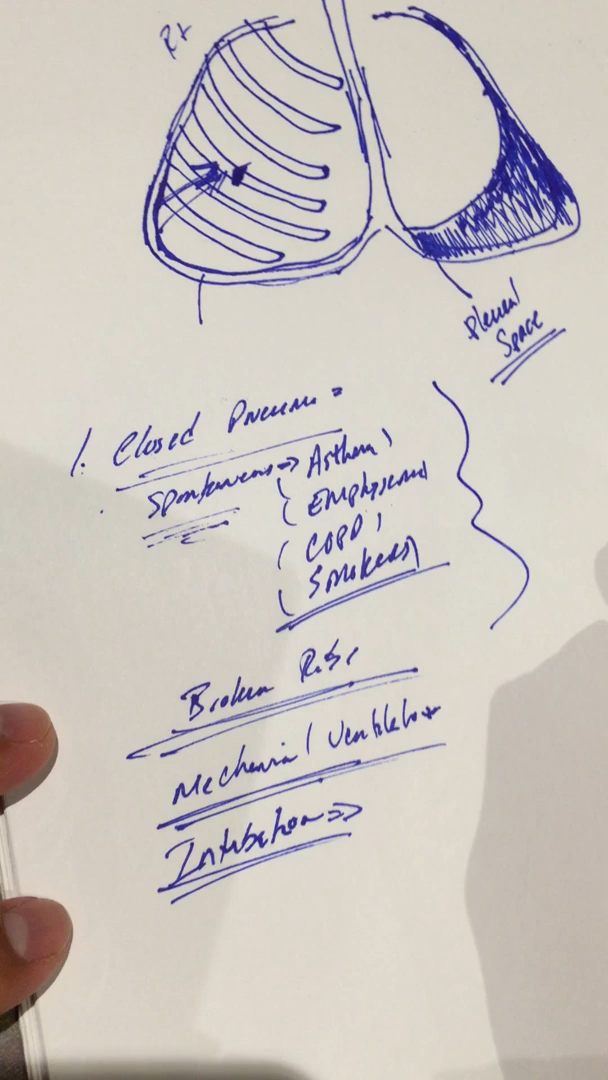 Rt
Pleural
Space
1. Closed Pneumo =
Spontaneous => Asthma
Emphysema
COPD
Smokers
Broken Ribs
Mechanical Ventilator
Intubation =>